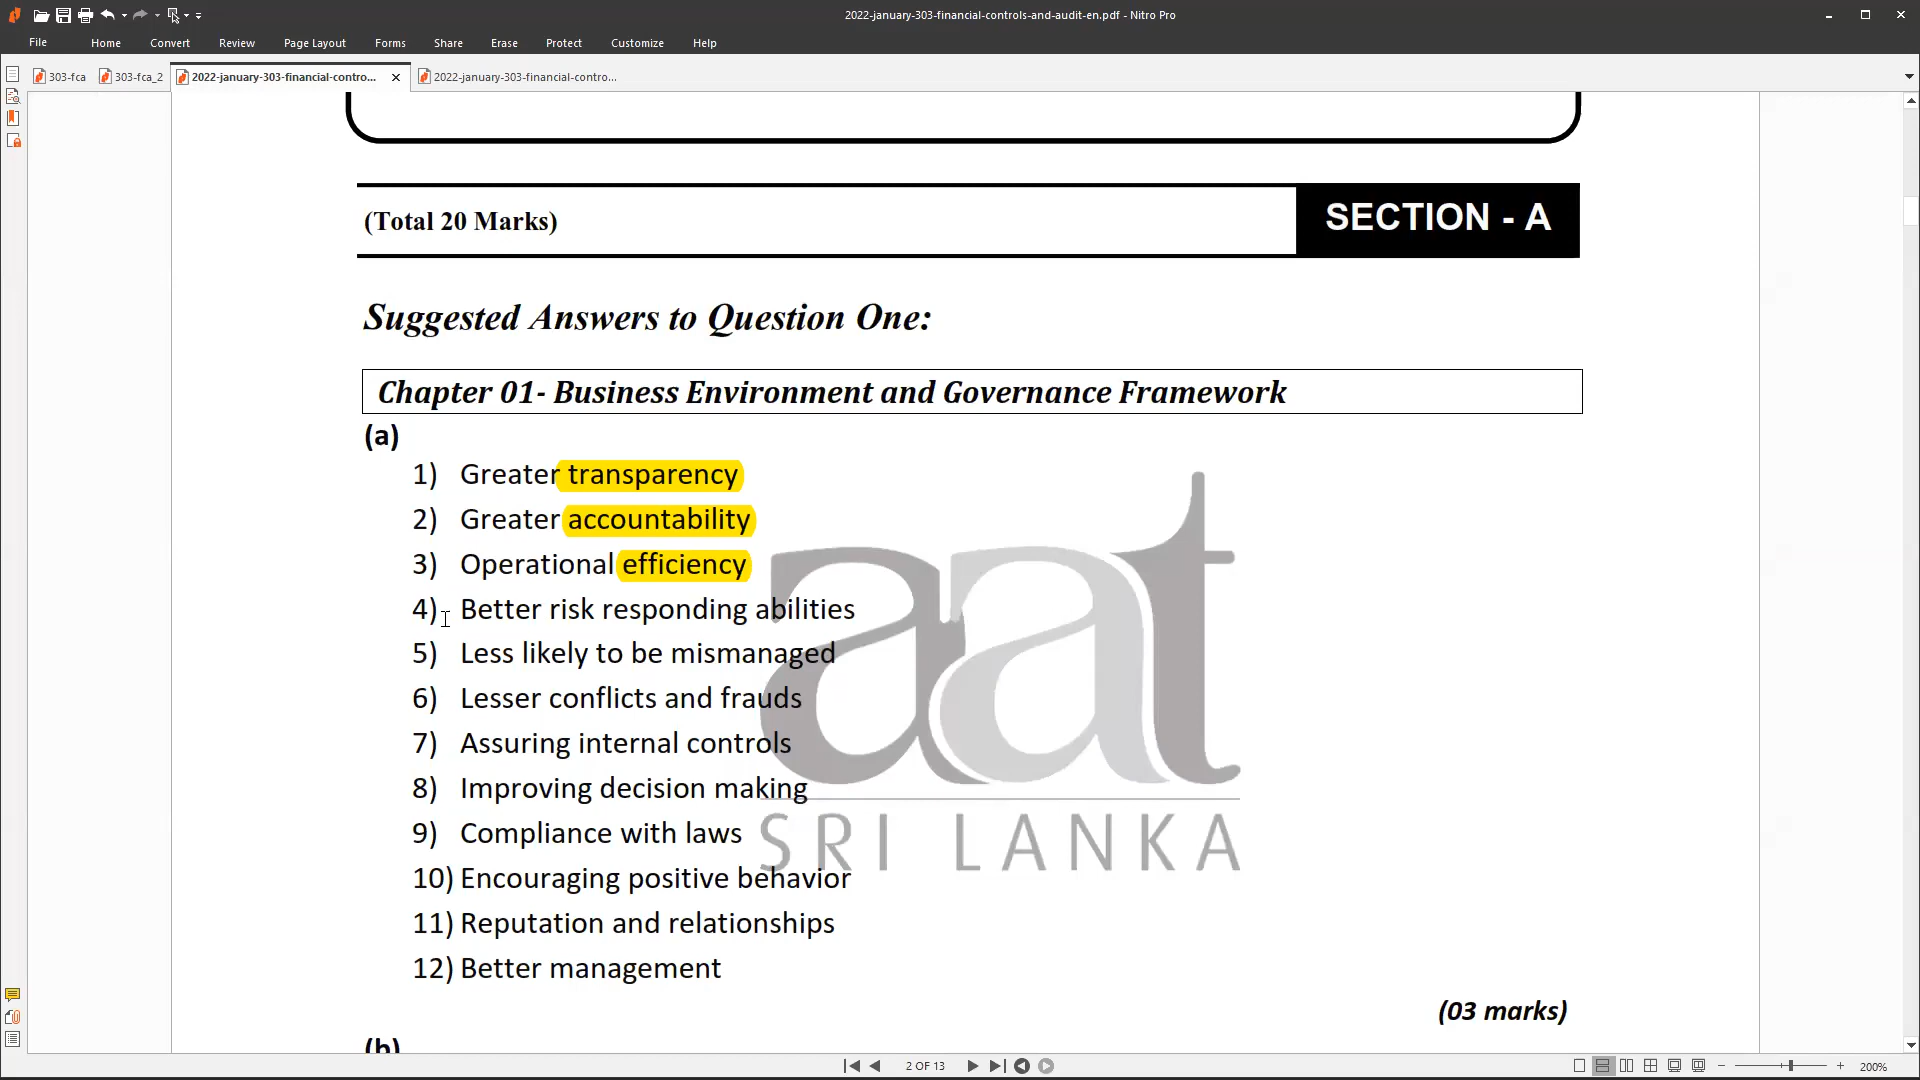 2022-january-303-financial-controls-and-audit-en.pdf - Nitro Pro
File Home Convert Review Page Layout Forms Share Erase Protect Customize Help
303-fca 303-fca_2 2022-january-303-financial-contro... 2022-january-303-financial-contro...
(Total 20 Marks) SECTION - A
Suggested Answers to Question One:
Chapter 01- Business Environment and Governance Framework
(a)
1) Greater transparency
2) Greater accountability
3) Operational efficiency
4) Better risk responding abilities
5) Less likely to be mismanaged
6) Lesser conflicts and frauds
7) Assuring internal controls
8) Improving decision making
9) Compliance with laws
10) Encouraging positive behavior
11) Reputation and relationships
12) Better management
aat
SRI LANKA
(03 marks)
(b)
2 OF 13
200%